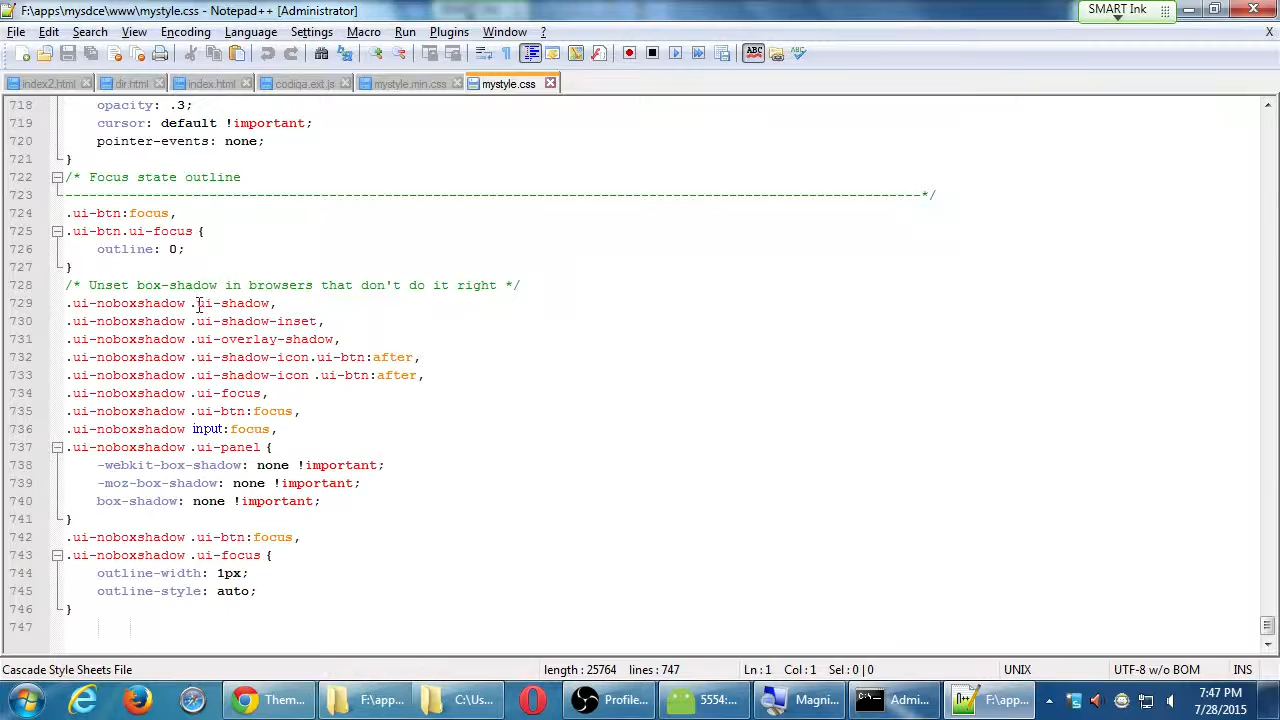 F:\apps\mysdce\www\mystyle.css - Notepad++ [Administrator]
SMART Ink
File Edit Search View Encoding Language Settings Macro Run Plugins Window ? X
index2.html dir.html index.html codiqa.ext.js mystyle.min.css mystyle.css
718 opacity: .3;
719 cursor: default !important;
720 pointer-events: none;
721 }
722 /* Focus state outline
723 -----------------------------------------------------------------------------------------------------------*/
724 .ui-btn:focus,
725 .ui-btn.ui-focus {
726 outline: 0;
727 }
728 /* Unset box-shadow in browsers that don't do it right */
729 .ui-noboxshadow .ui-shadow,
730 .ui-noboxshadow .ui-shadow-inset,
731 .ui-noboxshadow .ui-overlay-shadow,
732 .ui-noboxshadow .ui-shadow-icon.ui-btn:after,
733 .ui-noboxshadow .ui-shadow-icon .ui-btn:after,
734 .ui-noboxshadow .ui-focus,
735 .ui-noboxshadow .ui-btn:focus,
736 .ui-noboxshadow input:focus,
737 .ui-noboxshadow .ui-panel {
738 -webkit-box-shadow: none !important;
739 -moz-box-shadow: none !important;
740 box-shadow: none !important;
741 }
742 .ui-noboxshadow .ui-btn:focus,
743 .ui-noboxshadow .ui-focus {
744 outline-width: 1px;
745 outline-style: auto;
746 }
747
Cascade Style Sheets File length : 25764 lines : 747 Ln : 1 Col : 1 Sel : 0 | 0 UNIX UTF-8 w/o BOM INS
Them... F:\ap... C:\Us... Profile... 5554:... Magni... Admi... F:\app... 7:47 PM
7/28/2015